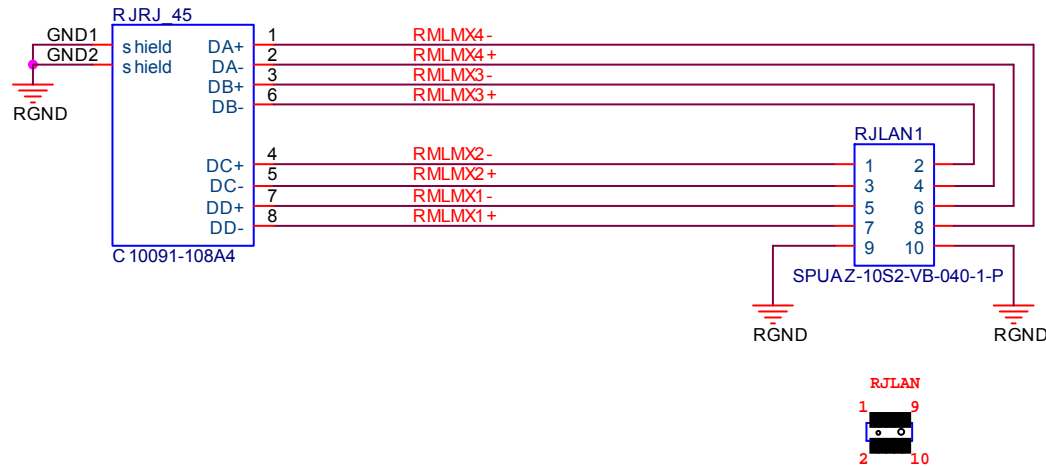 RJRJ_45
GND1 shield DA+ 1 RMLMX4-
GND2 shield DA- 2 RMLMX4+
DB+ 3 RMLMX3-
DB- 6 RMLMX3+
RGND
RJLAN1
DC+ 4 RMLMX2- 1 2
DC- 5 RMLMX2+ 3 4
DD+ 7 RMLMX1- 5 6
DD- 8 RMLMX1+ 7 8
9 10
C10091-108A4
SPUAZ-10S2-VB-040-1-P
RGND RGND
RJLAN
1 9
2 10